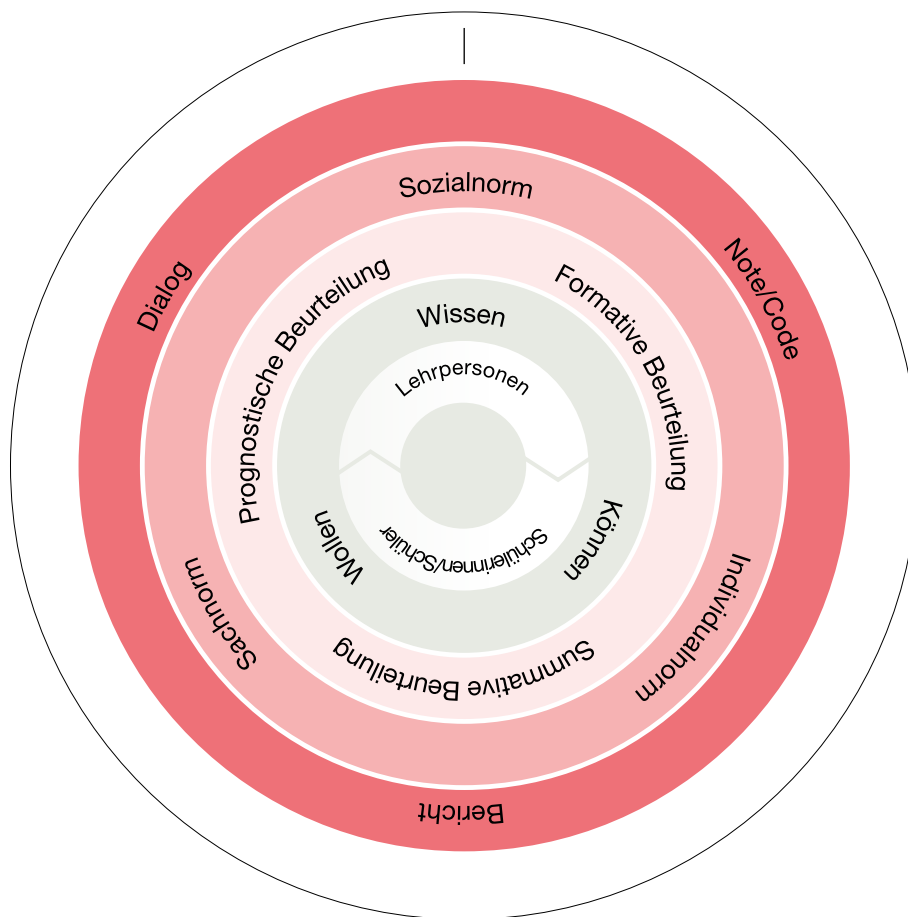 Dialog
Note/Code
Bericht
Sozialnorm
Individualnorm
Sachnorm
Prognostische Beurteilung
Formative Beurteilung
Summative Beurteilung
Wissen
Können
Wollen
Lehrpersonen
Schülerinnen/Schüler